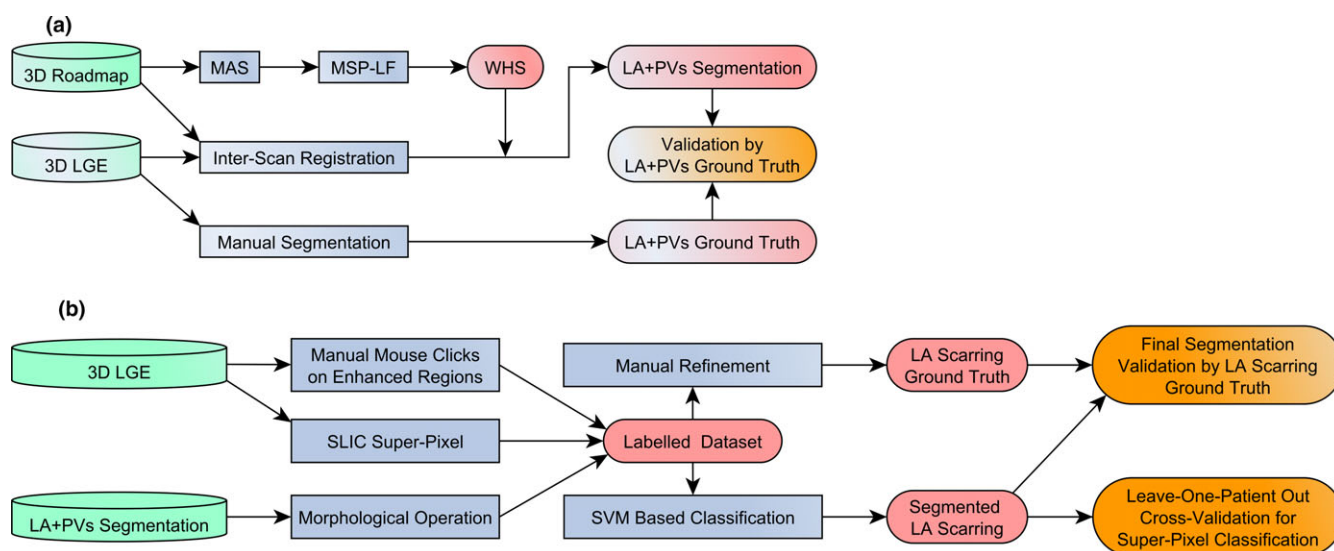 (a)
3D Roadmap
MAS
MSP-LF
WHS
LA+PVs Segmentation
3D LGE
Inter-Scan Registration
Validation by
LA+PVs Ground Truth
Manual Segmentation
LA+PVs Ground Truth
(b)
3D LGE
Manual Mouse Clicks
on Enhanced Regions
Manual Refinement
LA Scarring
Ground Truth
Final Segmentation
Validation by LA Scarring
Ground Truth
SLIC Super-Pixel
Labelled Dataset
LA+PVs Segmentation
Morphological Operation
SVM Based Classification
Segmented
LA Scarring
Leave-One-Patient Out
Cross-Validation for
Super-Pixel Classification